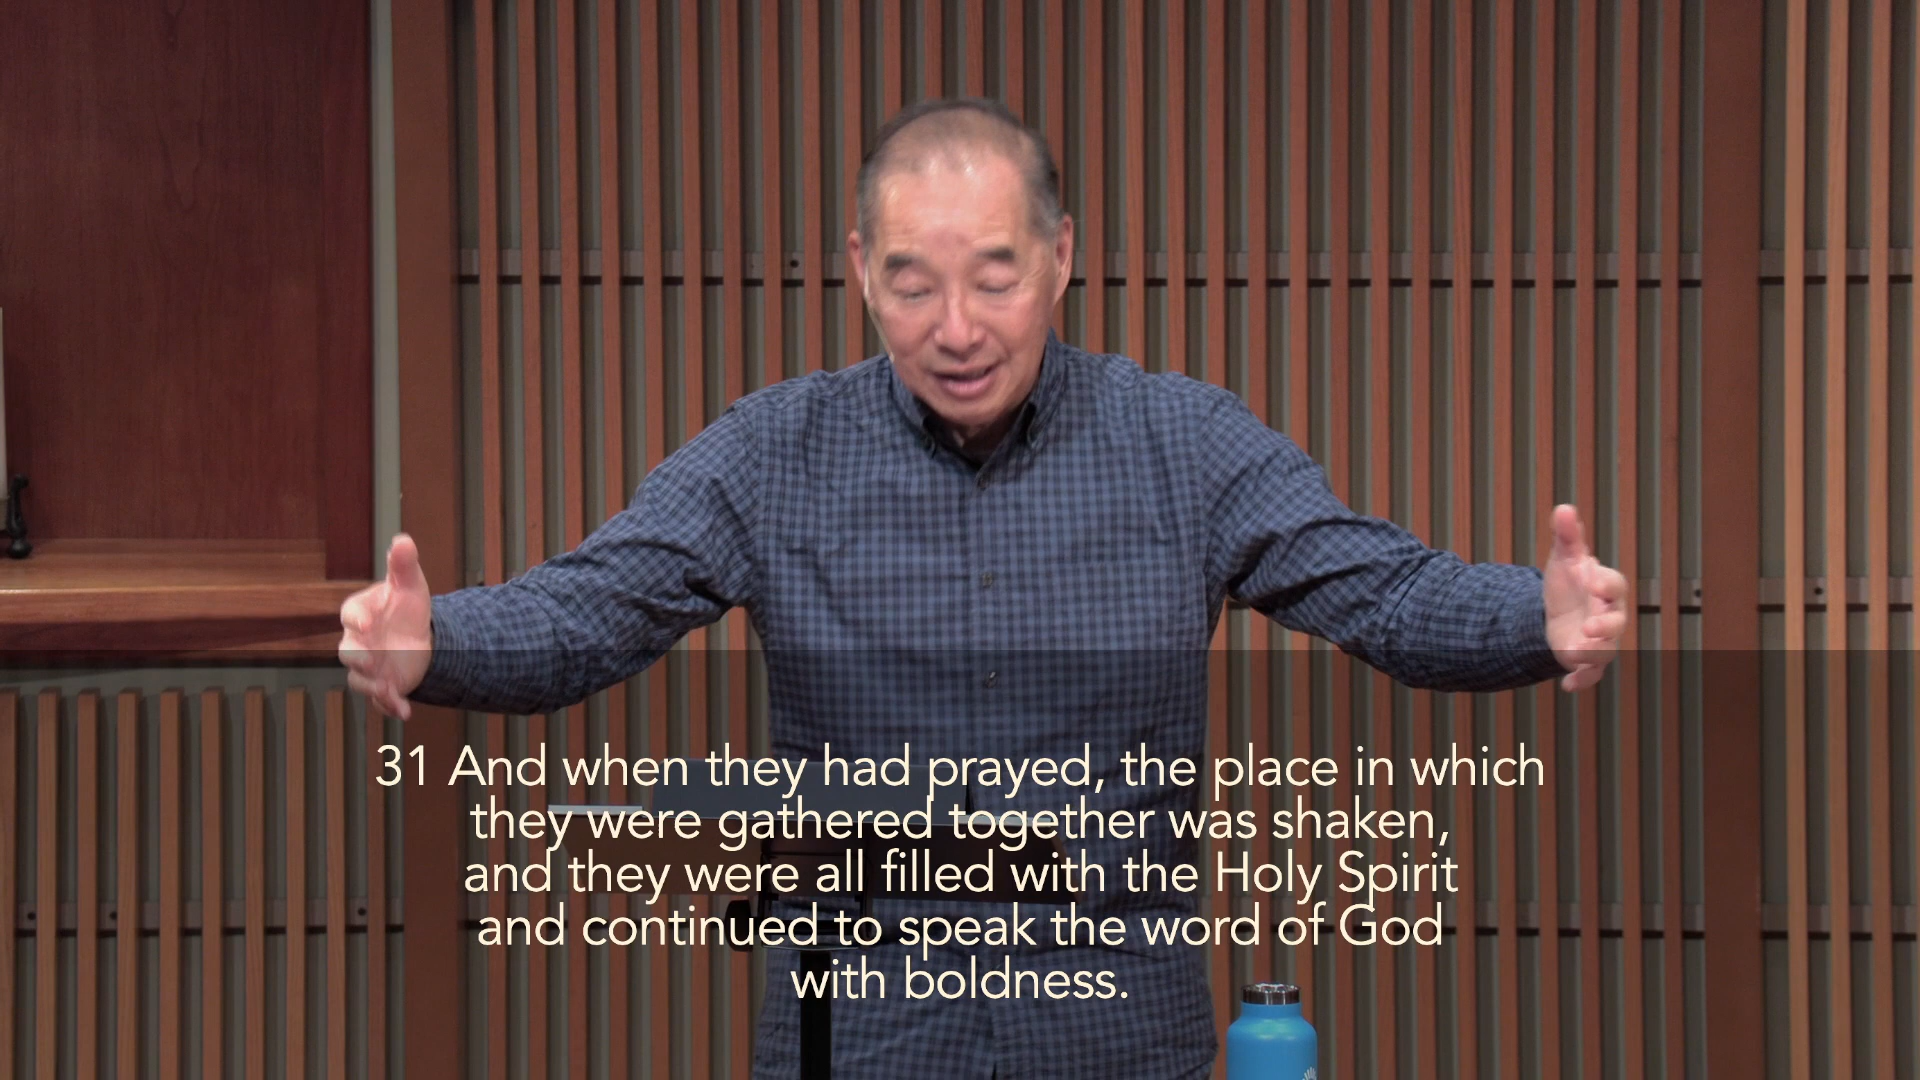 31 And when they had prayed, the place in which
they were gathered together was shaken,
and they were all filled with the Holy Spirit
and continued to speak the word of God
with boldness.